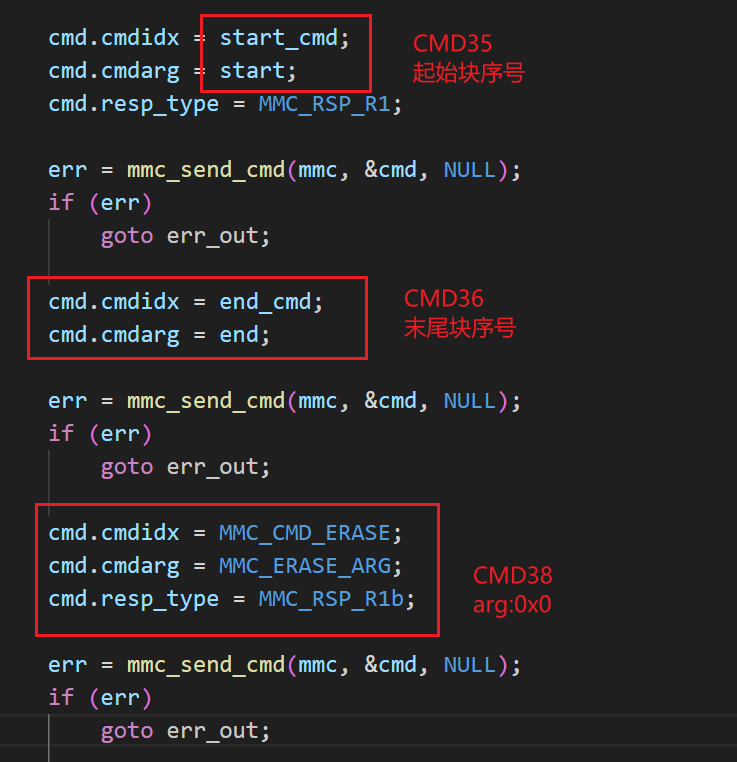 cmd.cmdidx = start_cmd;
CMD35
cmd.cmdarg = start;
起始块序号
cmd.resp_type = MMC_RSP_R1;
err = mmc_send_cmd(mmc, &cmd, NULL);
if (err)
goto err_out;
cmd.cmdidx = end_cmd;
CMD36
cmd.cmdarg = end;
末尾块序号
err = mmc_send_cmd(mmc, &cmd, NULL);
if (err)
goto err_out;
cmd.cmdidx = MMC_CMD_ERASE;
cmd.cmdarg = MMC_ERASE_ARG;
CMD38
cmd.resp_type = MMC_RSP_R1b;
arg:0x0
err = mmc_send_cmd(mmc, &cmd, NULL);
if (err)
goto err_out;